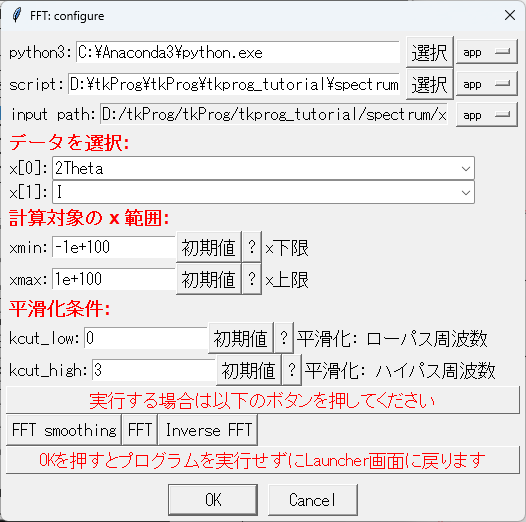 FFT: configure
python3: C:¥Anaconda3¥python.exe 選択 app
script: D:¥tkProg¥tkProg¥tkprog_tutorial¥spectrum 選択 app
input path: D:/tkProg/tkProg/tkprog_tutorial/spectrum/x app
データを選択:
x[0]: 2Theta
x[1]: I
計算対象の x 範囲:
xmin: -1e+100 初期値 ? x下限
xmax: 1e+100 初期値 ? x上限
平滑化条件:
kcut_low: 0 初期値 ? 平滑化: ローパス周波数
kcut_high: 3 初期値 ? 平滑化: ハイパス周波数
実行する場合は以下のボタンを押してください
FFT smoothing FFT Inverse FFT
OKを押すとプログラムを実行せずにLauncher画面に戻ります
OK Cancel